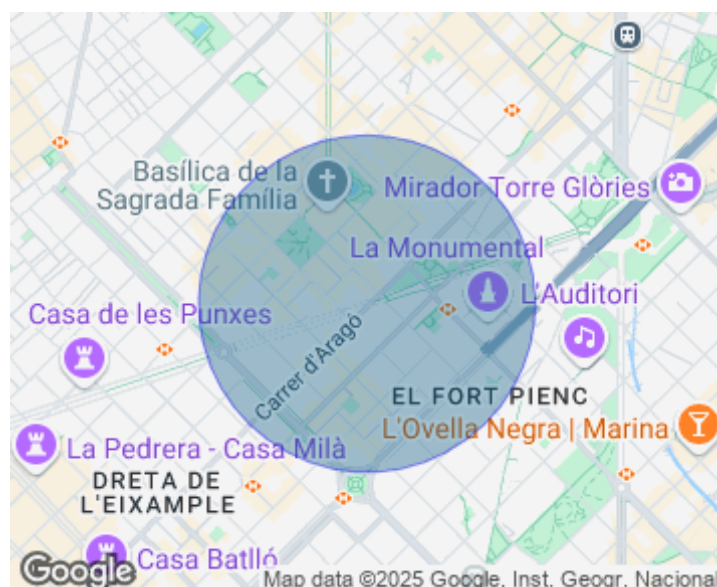 Basílica de la
Sagrada Família
Mirador Torre Glòries
La Monumental
L'Auditori
Casa de les Punxes
Carrer d'Aragó
EL FORT PIENC
L'Ovella Negra | Marina
La Pedrera - Casa Milà
DRETA DE
L'EIXAMPLE
Casa Batlló
Google
Map data ©2025 Google, Inst. Geogr. Nacional